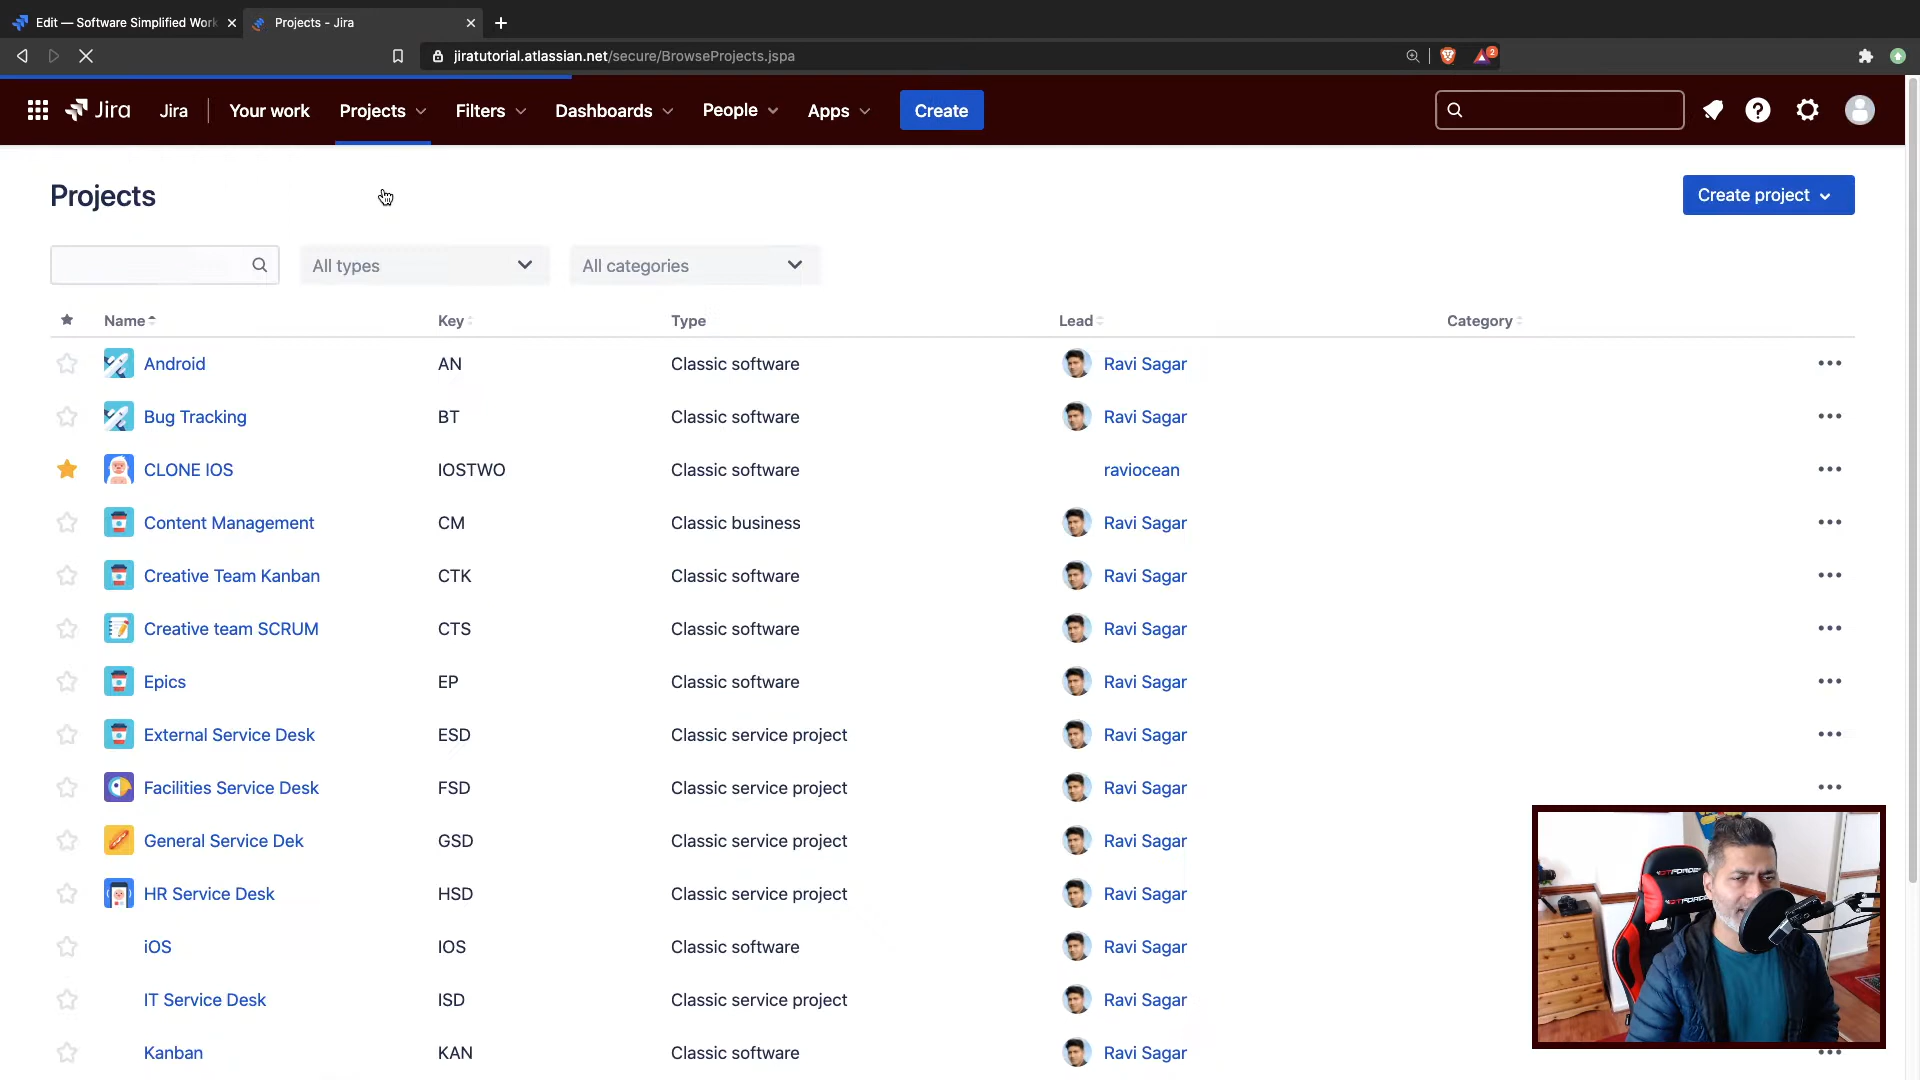 Edit — Software Simplified Work
Projects - Jira
jiratutorial.atlassian.net/secure/BrowseProjects.jspa
2
Jira Jira Your work Projects Filters Dashboards People Apps Create
Projects
Create project
All types All categories
Name Key Type Lead Category
Android AN Classic software Ravi Sagar
Bug Tracking BT Classic software Ravi Sagar
CLONE IOS IOSTWO Classic software raviocean
Content Management CM Classic business Ravi Sagar
Creative Team Kanban CTK Classic software Ravi Sagar
Creative team SCRUM CTS Classic software Ravi Sagar
Epics EP Classic software Ravi Sagar
External Service Desk ESD Classic service project Ravi Sagar
Facilities Service Desk FSD Classic service project Ravi Sagar
General Service Dek GSD Classic service project Ravi Sagar
HR Service Desk HSD Classic service project Ravi Sagar
iOS IOS Classic software Ravi Sagar
IT Service Desk ISD Classic service project Ravi Sagar
Kanban KAN Classic software Ravi Sagar